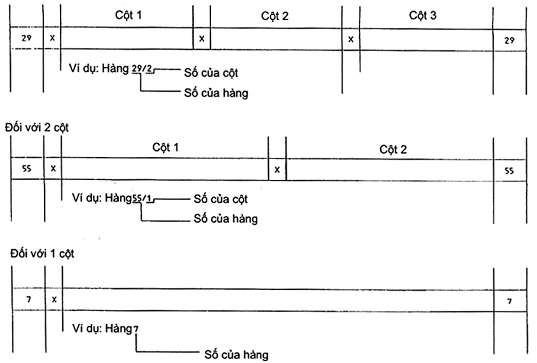 Cột 1 Cột 2 Cột 3
29 x x x 29
Ví dụ: Hàng 29/2 Số của cột
Số của hàng
Đối với 2 cột
Cột 1 Cột 2
55 x x 55
Ví dụ: Hàng 55/1 Số của cột
Số của hàng
Đối với 1 cột
7 x 7
Ví dụ: Hàng 7
Số của hàng